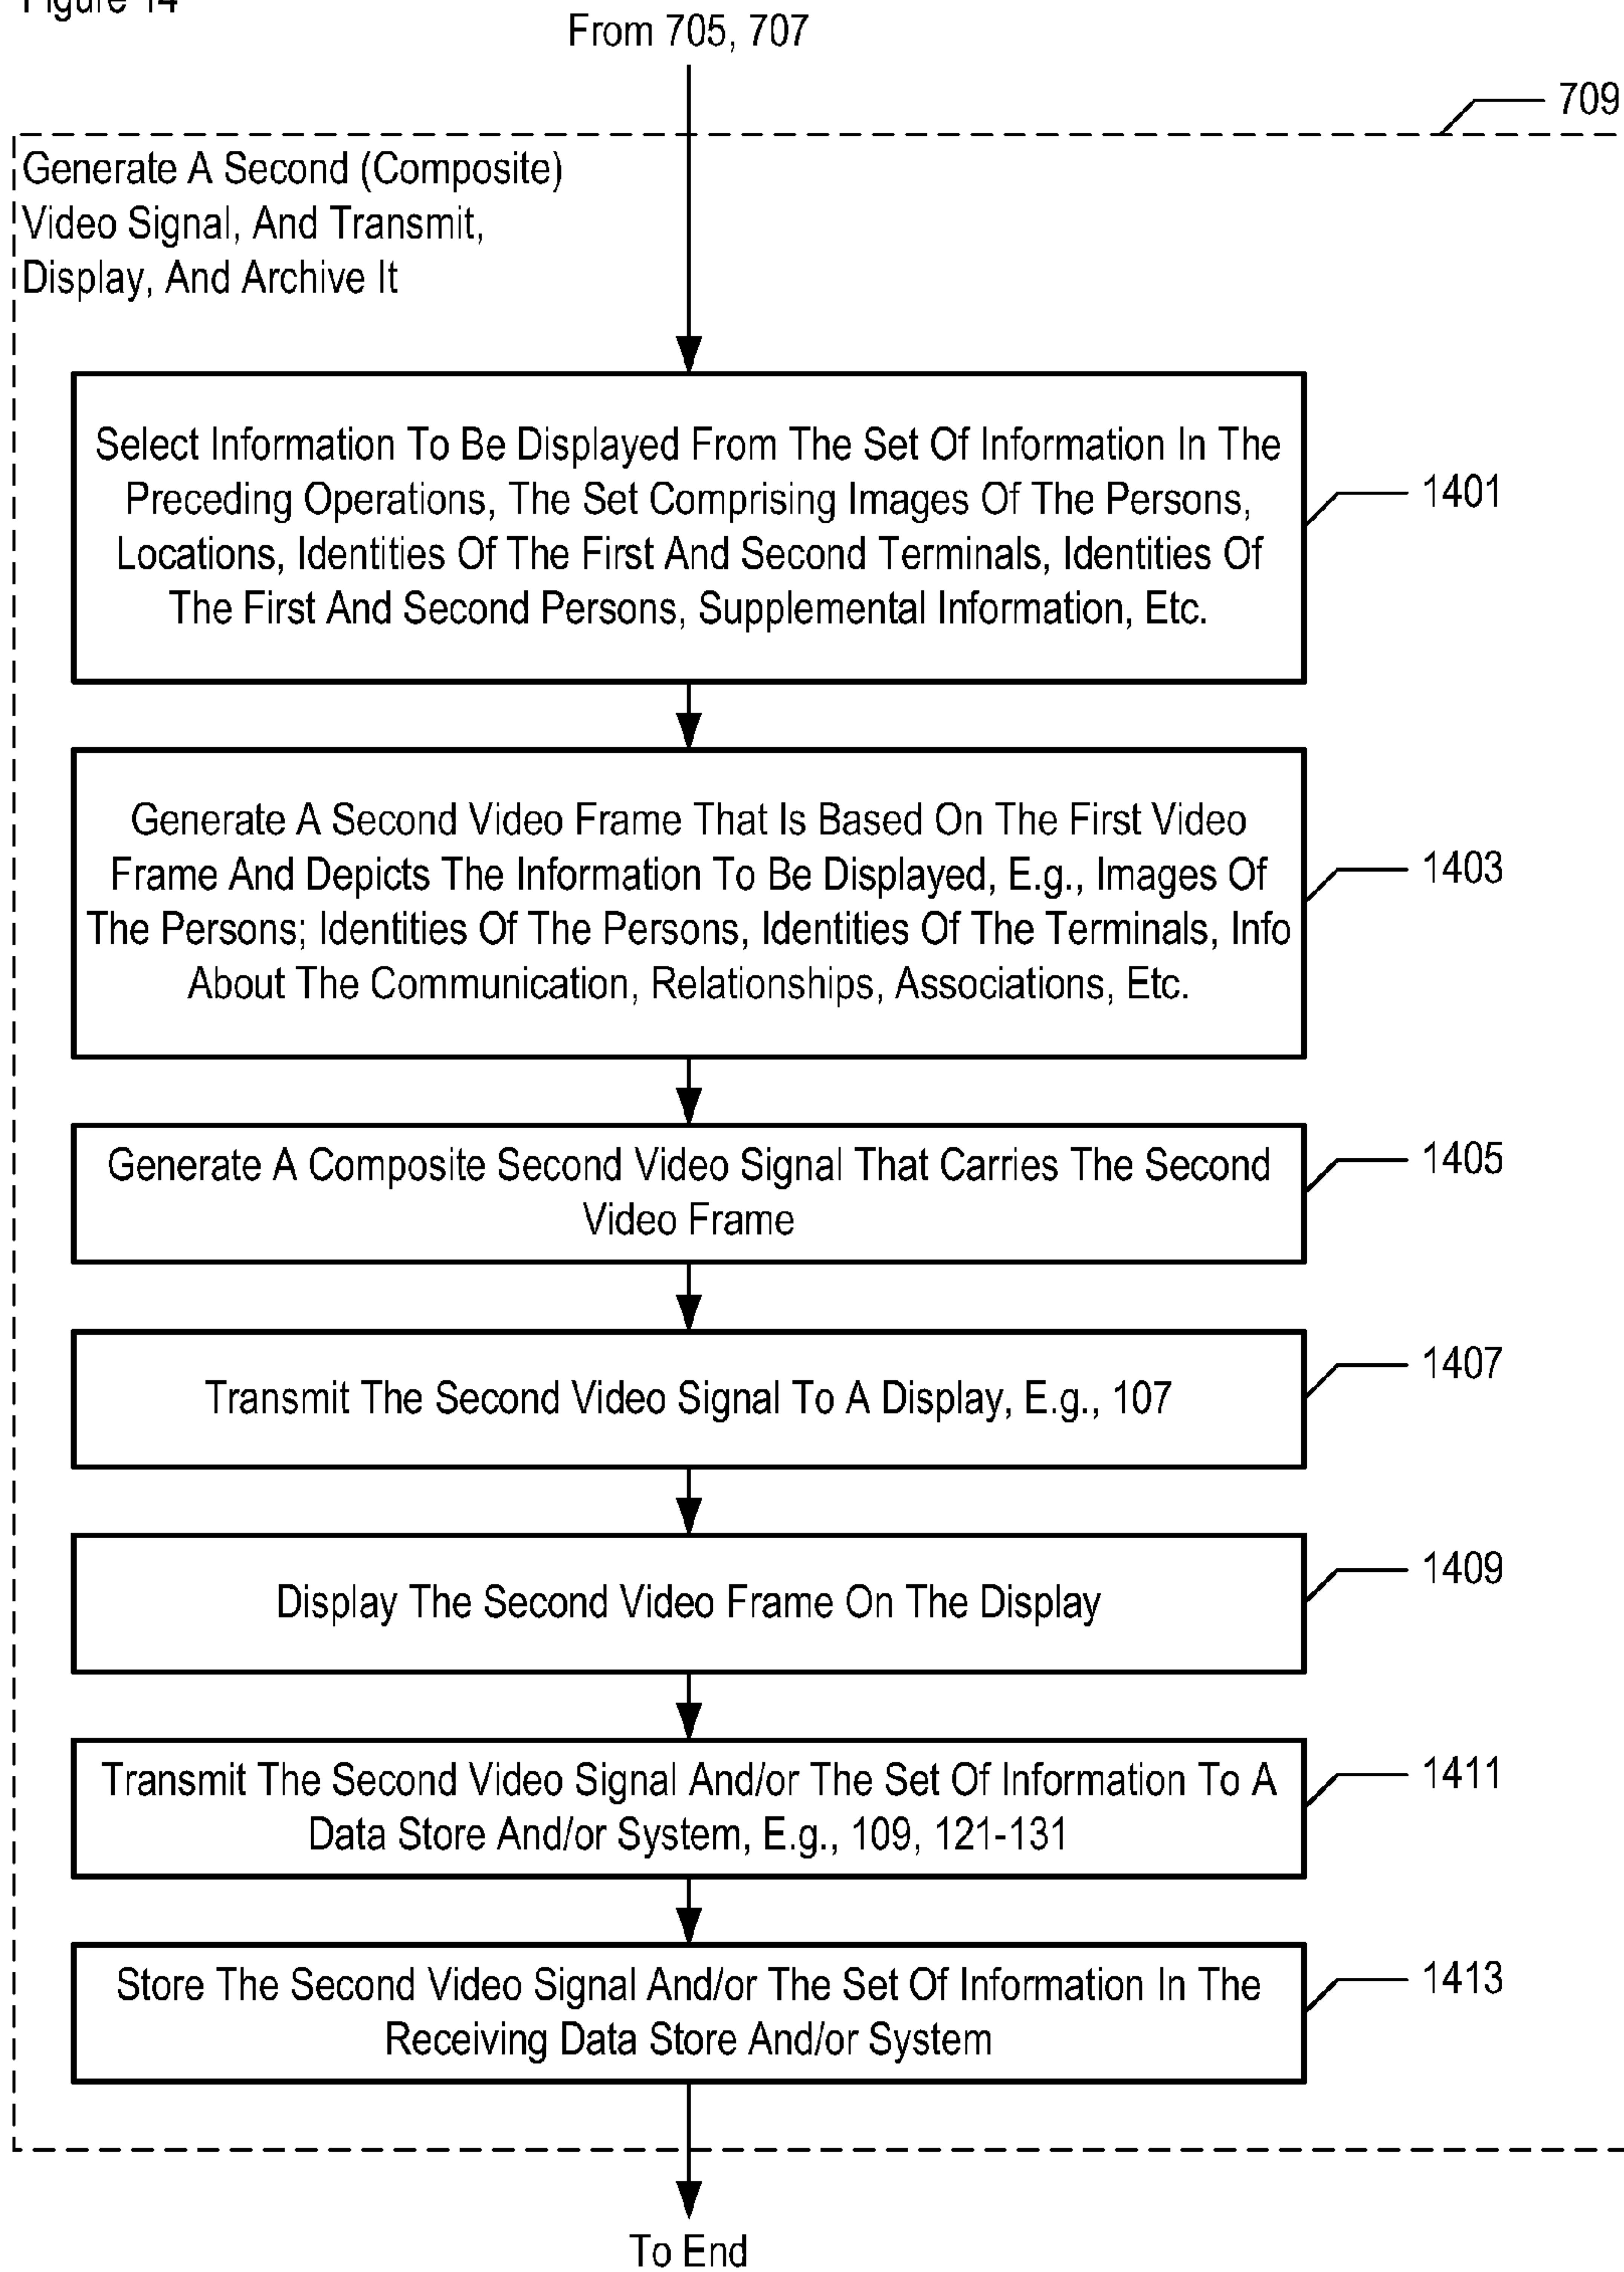 Figure 14
From 705, 707
709
Generate A Second (Composite)
Video Signal, And Transmit,
Display, And Archive It
Select Information To Be Displayed From The Set Of Information In The
Preceding Operations, The Set Comprising Images Of The Persons,
Locations, Identities Of The First And Second Terminals, Identities Of
The First And Second Persons, Supplemental Information, Etc.
1401
Generate A Second Video Frame That Is Based On The First Video
Frame And Depicts The Information To Be Displayed, E.g., Images Of
The Persons; Identities Of The Persons, Identities Of The Terminals, Info
About The Communication, Relationships, Associations, Etc.
1403
Generate A Composite Second Video Signal That Carries The Second
Video Frame
1405
Transmit The Second Video Signal To A Display, E.g., 107
1407
Display The Second Video Frame On The Display
1409
Transmit The Second Video Signal And/or The Set Of Information To A
Data Store And/or System, E.g., 109, 121-131
1411
Store The Second Video Signal And/or The Set Of Information In The
Receiving Data Store And/or System
1413
To End